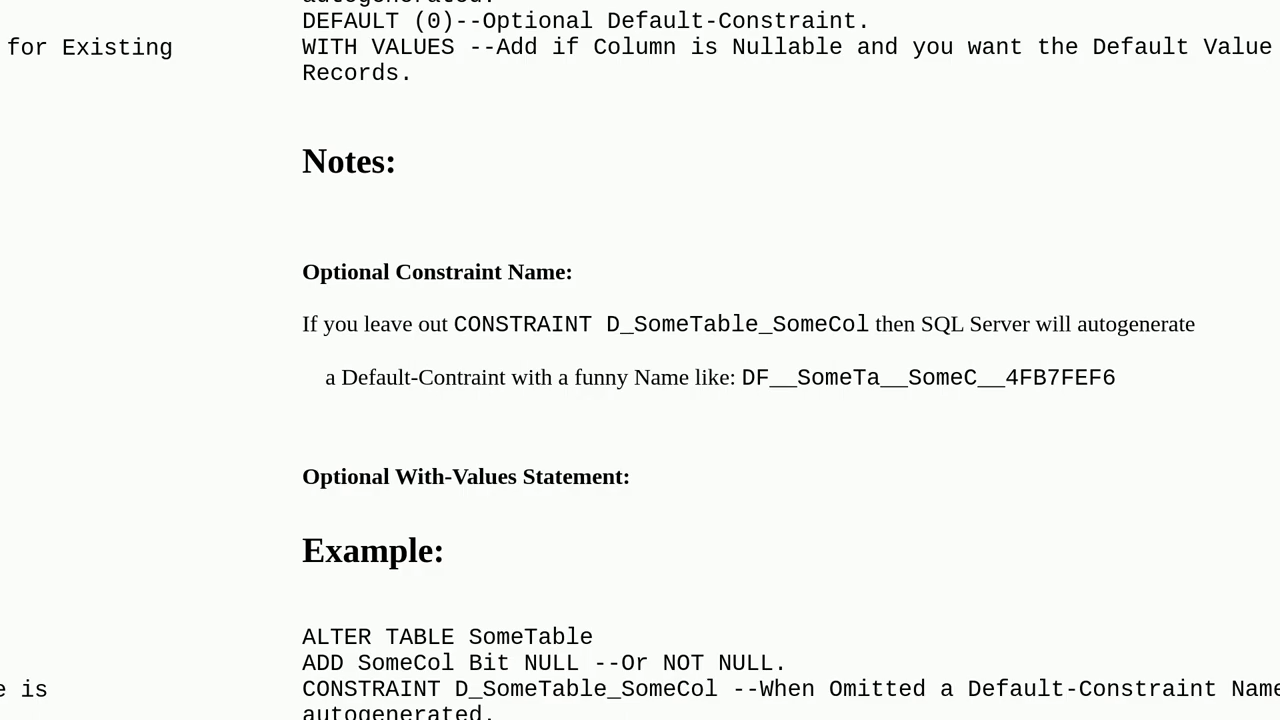 autogenerated.
DEFAULT (0)--Optional Default-Constraint.
for Existing
WITH VALUES --Add if Column is Nullable and you want the Default Value
Records.
Notes:
Optional Constraint Name:
If you leave out CONSTRAINT D_SomeTable_SomeCol then SQL Server will autogenerate
a Default-Contraint with a funny Name like: DF__SomeTa__SomeC__4FB7FEF6
Optional With-Values Statement:
Example:
ALTER TABLE SomeTable
ADD SomeCol Bit NULL --Or NOT NULL.
e is
CONSTRAINT D_SomeTable_SomeCol --When Omitted a Default-Constraint Name
autogenerated.